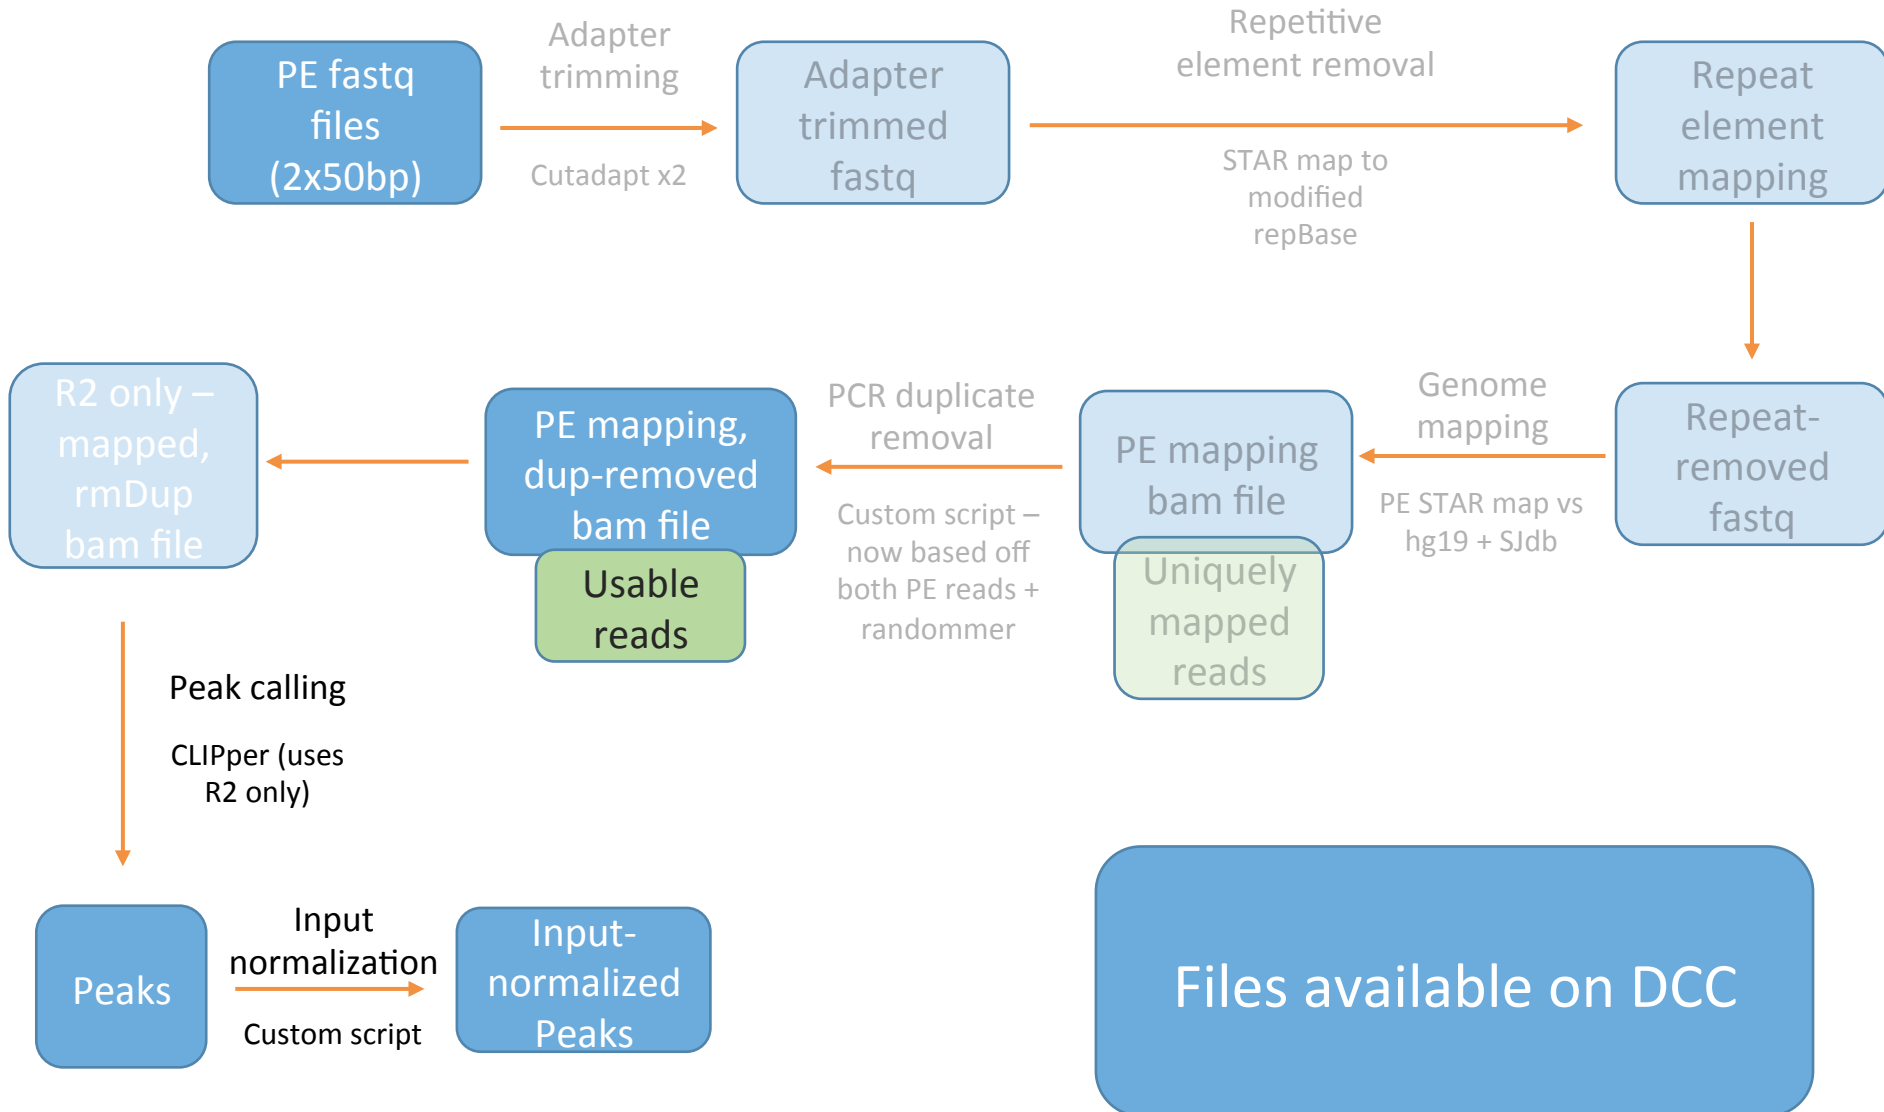 PE fastq
files
(2x50bp)
Adapter
trimming
Cutadapt x2
Adapter
trimmed
fastq
Repetitive
element removal
STAR map to
modified
repBase
Repeat
element
mapping
Repeat-
removed
fastq
Genome
mapping
PE STAR map vs
hg19 + SJdb
PE mapping
bam file
Uniquely
mapped
reads
PCR duplicate
removal
Custom script –
now based off
both PE reads +
randommer
PE mapping,
dup-removed
bam file
Usable
reads
R2 only –
mapped,
rmDup
bam file
Peak calling
CLIPper (uses
R2 only)
Peaks
Input
normalization
Custom script
Input-
normalized
Peaks
Files available on DCC